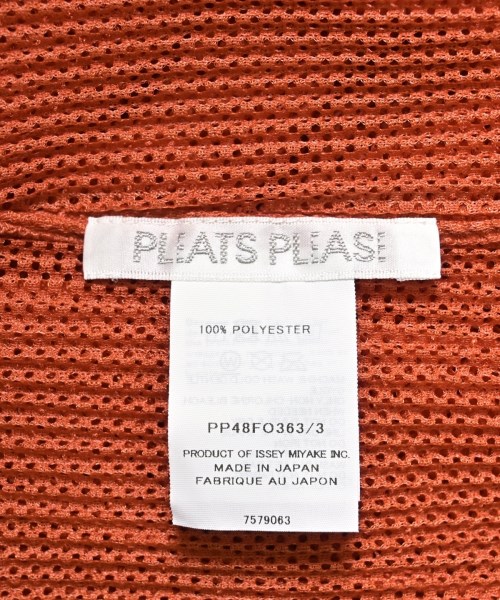 PLEATS PLEASE
100% POLYESTER
PP48FO363/3
PRODUCT OF ISSEY MIYAKE INC.
MADE IN JAPAN
FABRIQUE AU JAPON
7579063